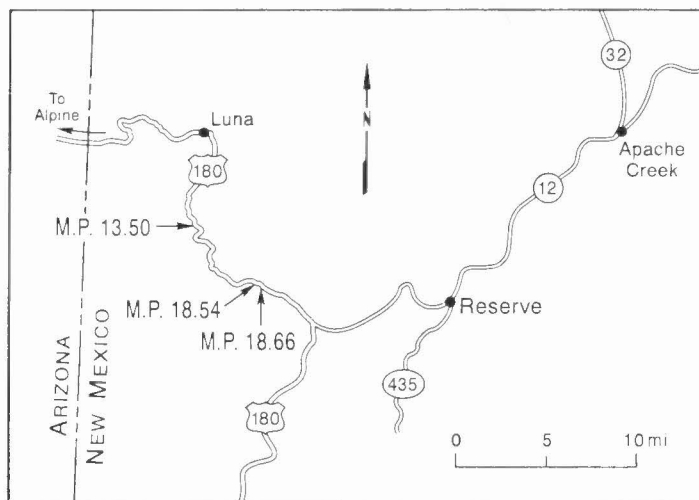 32
To
Alpine
Luna
N
Apache
Creek
180
12
M.P. 13.50
M.P. 18.54
M.P. 18.66
Reserve
435
180
ARIZONA
NEW MEXICO
0 5 10 mi